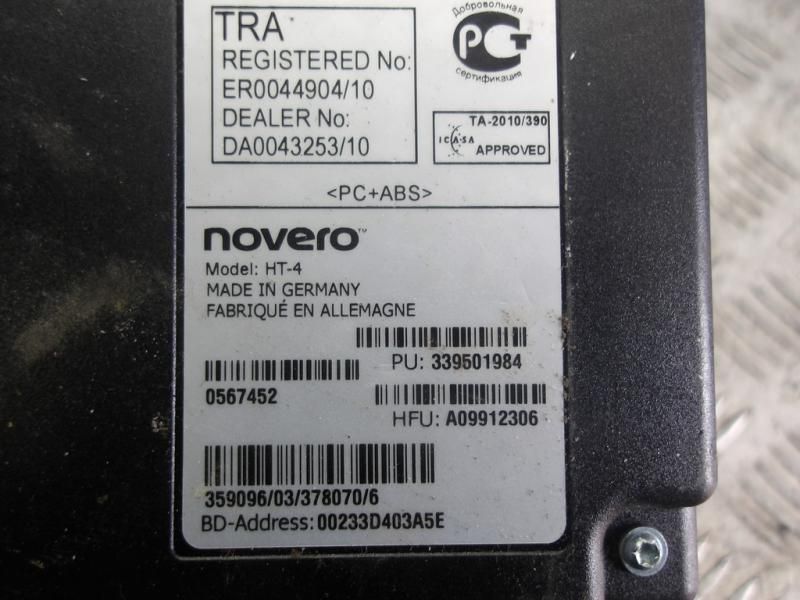 TRA
REGISTERED No:
ER0044904/10
DEALER No:
DA0043253/10
Добровольная
РСТ
сертификация
TA-2010/390
ICASA
APPROVED
<PC+ABS>
novero™
Model: HT-4
MADE IN GERMANY
FABRIQUÉ EN ALLEMAGNE
PU: 339501984
0567452
HFU: A09912306
359096/03/378070/6
BD-Address: 00233D403A5E